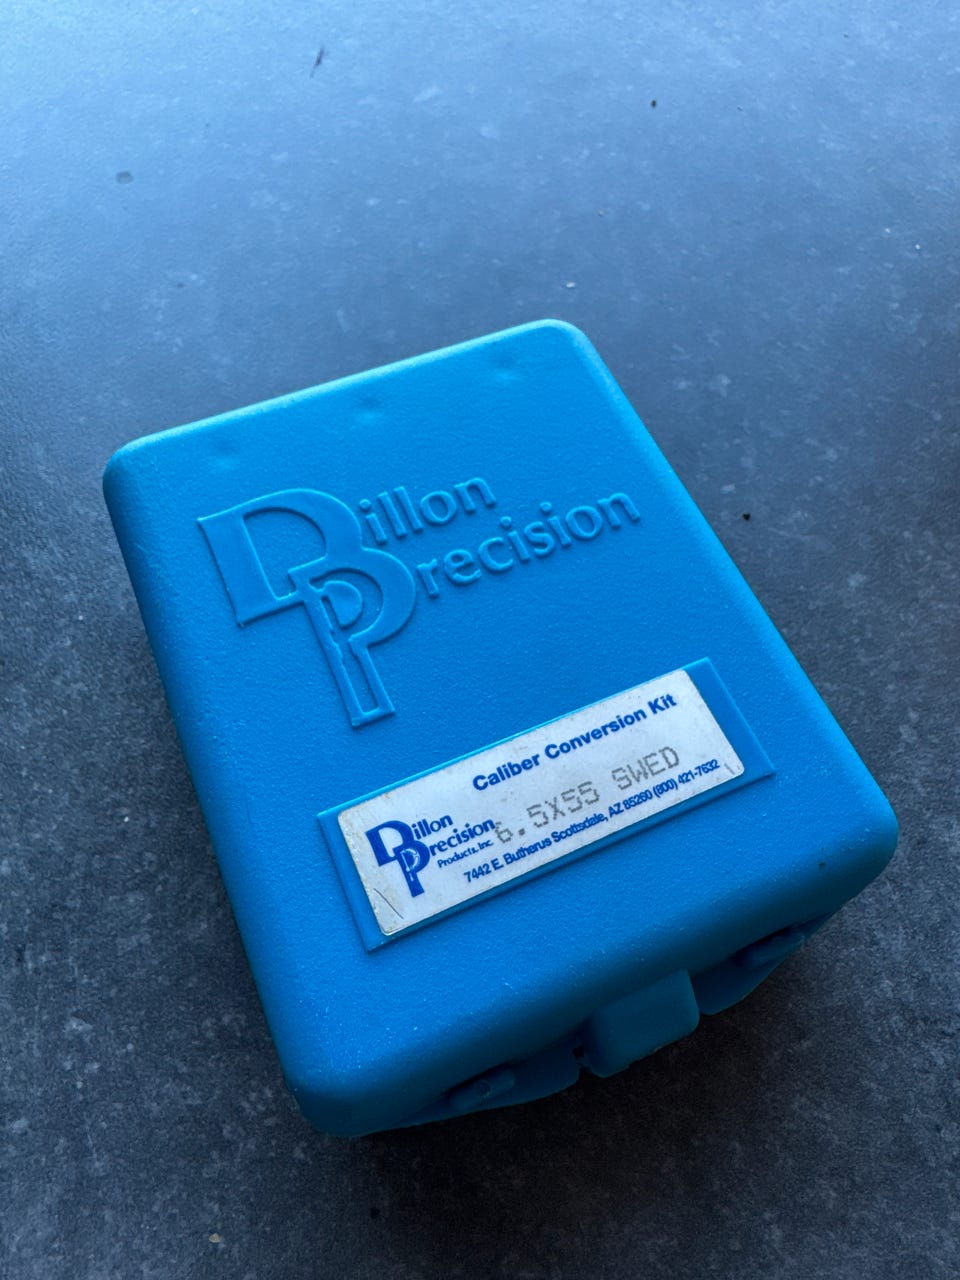 Dillon
Precision
Caliber Conversion Kit
Dillon
Precision
Products, Inc.
6.5X55 SWED
7442 E. Butherus Scottsdale, AZ 85260 (800) 421-7632